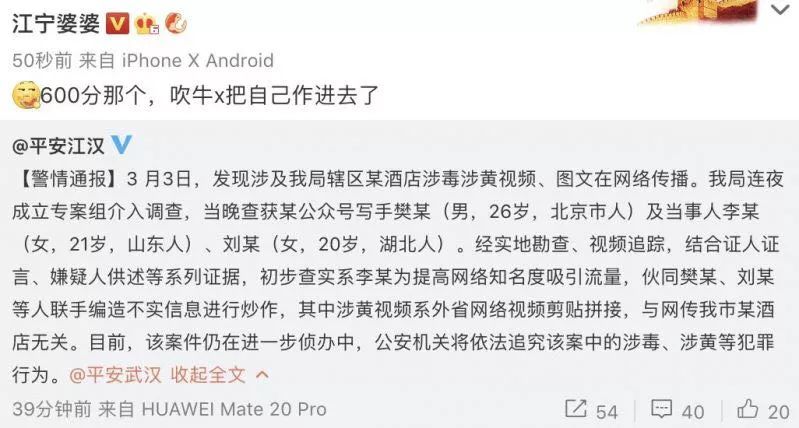 江宁婆婆
50秒前 来自 iPhone X Android
600分那个，吹牛x把自己作进去了
@平安江汉
【警情通报】3 月3日，发现涉及我局辖区某酒店涉毒涉黄视频、图文在网络传播。我局连夜
成立专案组介入调查，当晚查获某公众号写手樊某（男，26岁，北京市人）及当事人李某
（女，21岁，山东人）、刘某（女，20岁，湖北人）。经实地勘查、视频追踪，结合证人证
言、嫌疑人供述等系列证据，初步查实系李某为提高网络知名度吸引流量，伙同樊某、刘某
等人联手编造不实信息进行炒作，其中涉黄视频系外省网络视频剪贴拼接，与网传我市某酒
店无关。目前，该案件仍在进一步侦办中，公安机关将依法追究该案中的涉毒、涉黄等犯罪
行为。@平安武汉 收起全文
39分钟前 来自 HUAWEI Mate 20 Pro 54 40 20